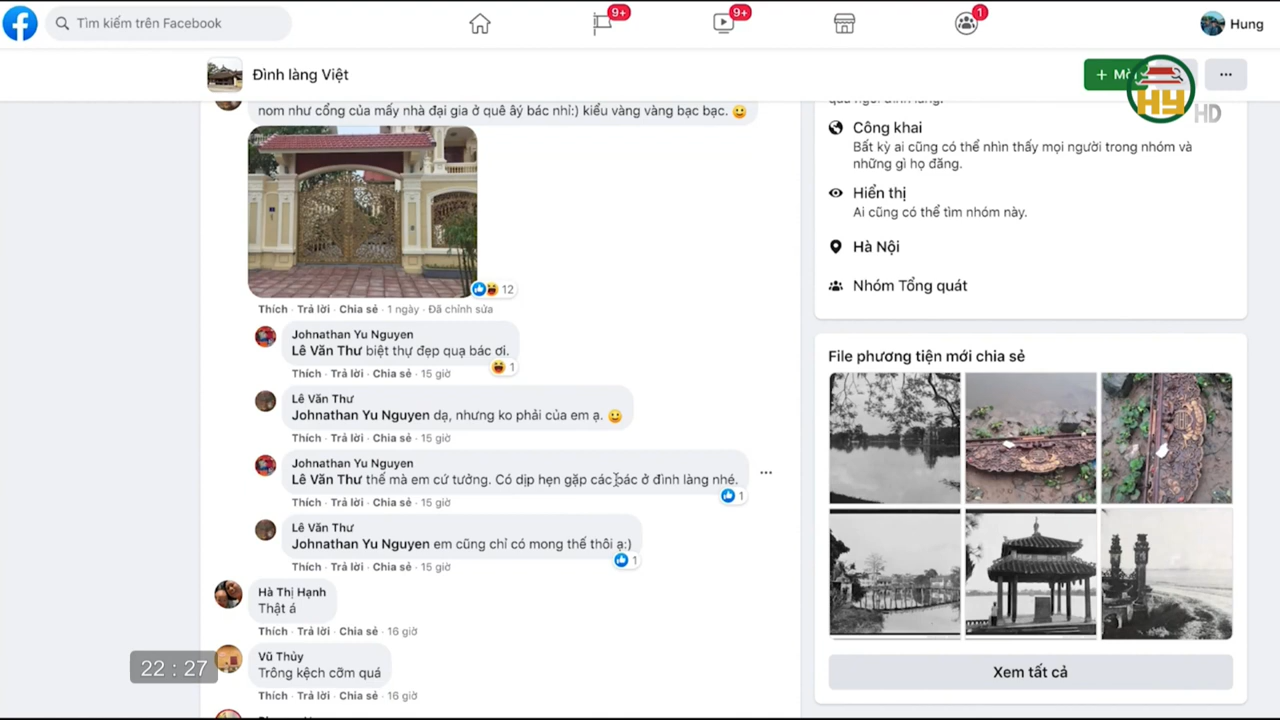 Tìm kiếm trên Facebook
9+
9+
1
Hung
Đình làng Việt
+ Mờ
HY
HD
nom như cổng của mấy nhà đại gia ở quê ấy bác nhỉ:) kiểu vàng vàng bạc bạc.
12
Thích · Trả lời · Chia sẻ · 1 ngày · Đã chỉnh sửa
Johnathan Yu Nguyen
Lê Văn Thư biệt thự đẹp quạ bác ơi.
1
Thích · Trả lời · Chia sẻ · 15 giờ
Lê Văn Thư
Johnathan Yu Nguyen dạ, nhưng ko phải của em ạ.
Thích · Trả lời · Chia sẻ · 15 giờ
Johnathan Yu Nguyen
Lê Văn Thư thế mà em cứ tưởng. Có dịp hẹn gặp các bác ở đình làng nhé.
1
Thích · Trả lời · Chia sẻ · 15 giờ
Lê Văn Thư
Johnathan Yu Nguyen em cũng chỉ có mong thế thôi ạ:)
1
Thích · Trả lời · Chia sẻ · 15 giờ
Hà Thị Hạnh
Thật á
Thích · Trả lời · Chia sẻ · 16 giờ
Vũ Thủy
Trông kệch cỡm quá
Thích · Trả lời · Chia sẻ · 16 giờ
22 : 27
Công khai
Bất kỳ ai cũng có thể nhìn thấy mọi người trong nhóm và
những gì họ đăng.
Hiển thị
Ai cũng có thể tìm nhóm này.
Hà Nội
Nhóm Tổng quát
File phương tiện mới chia sẻ
Xem tất cả